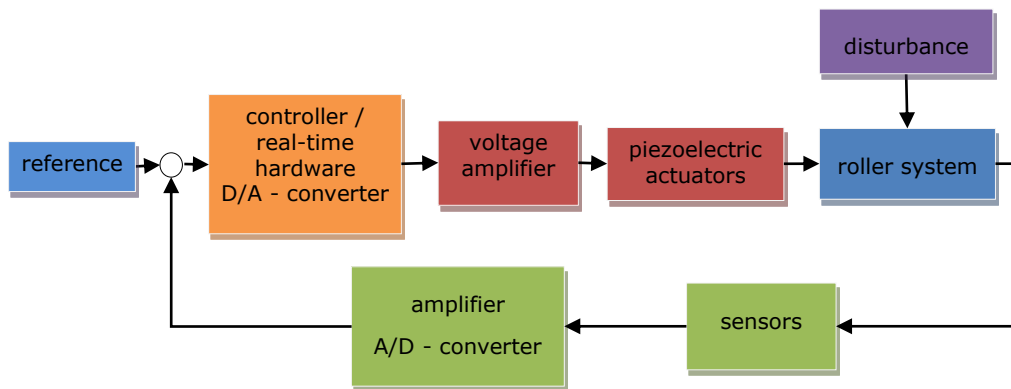 disturbance
reference
controller /
real-time
hardware
D/A - converter
voltage
amplifier
piezoelectric
actuators
roller system
amplifier
A/D - converter
sensors